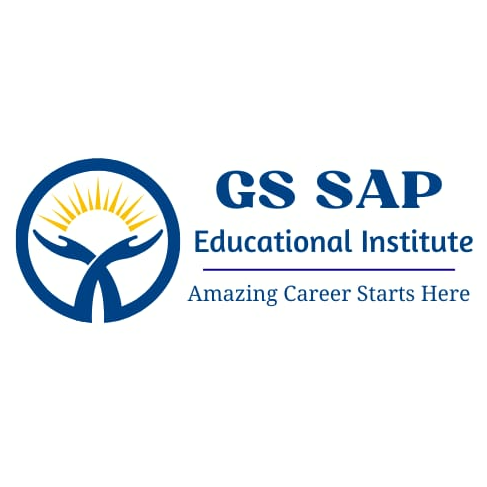 GS SAP
Educational Institute
Amazing Career Starts Here